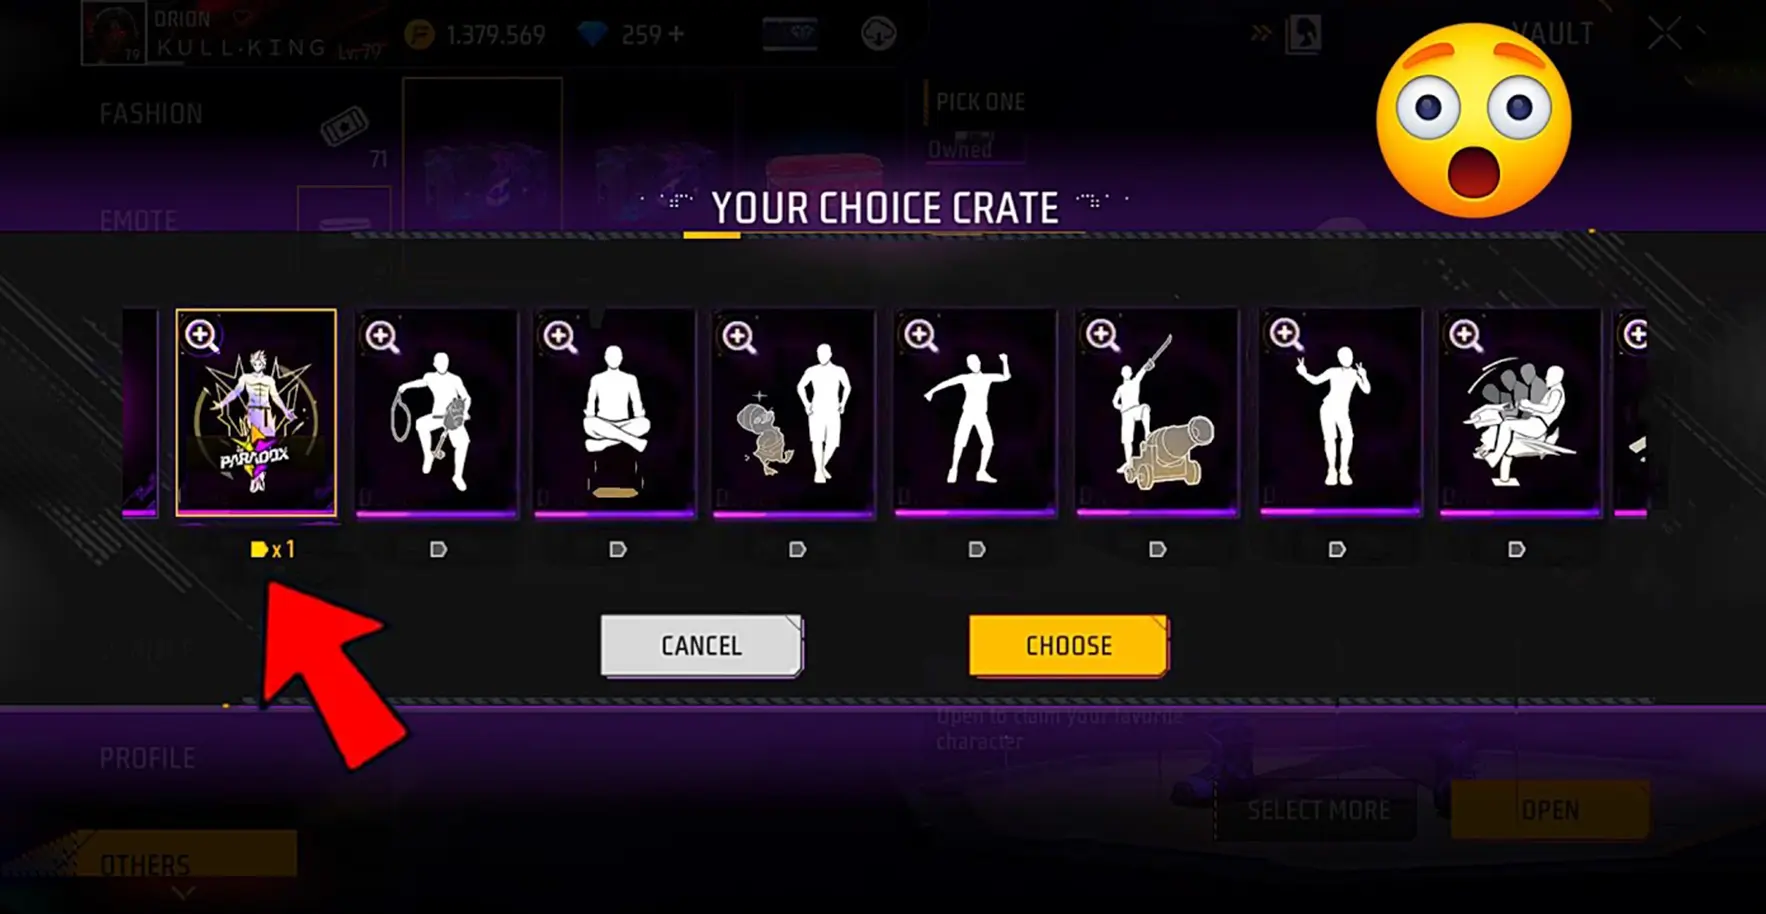 ORION
KULL·KING Lv. 79
79
1.379.569
259 +
VAULT
FASHION
71
PICK ONE
Owned
EMOTE
YOUR CHOICE CRATE
PARADOX
x 1
CANCEL
CHOOSE
Open to claim your favorite
character
PROFILE
SELECT MORE
OPEN
OTHERS